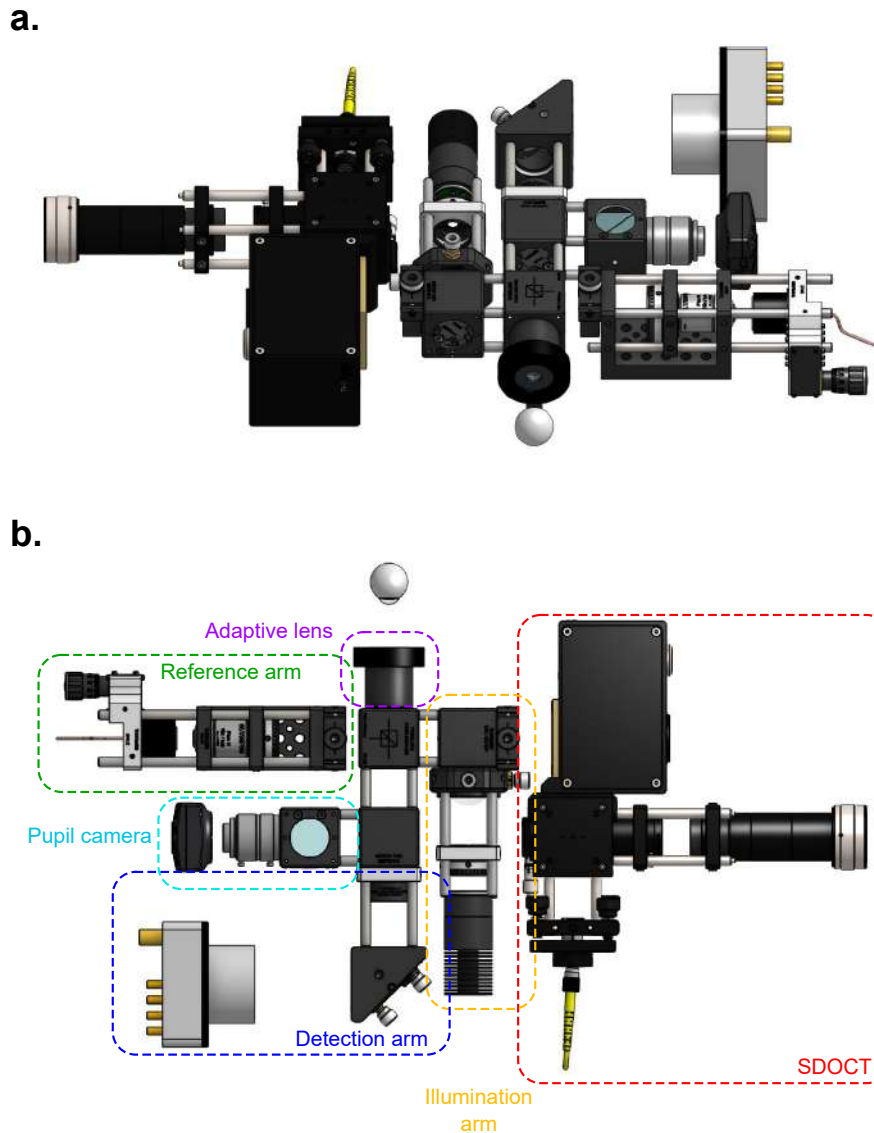 a.
b.
Adaptive lens
Reference arm
Pupil camera
Detection arm
SDOCT
Illumination
arm